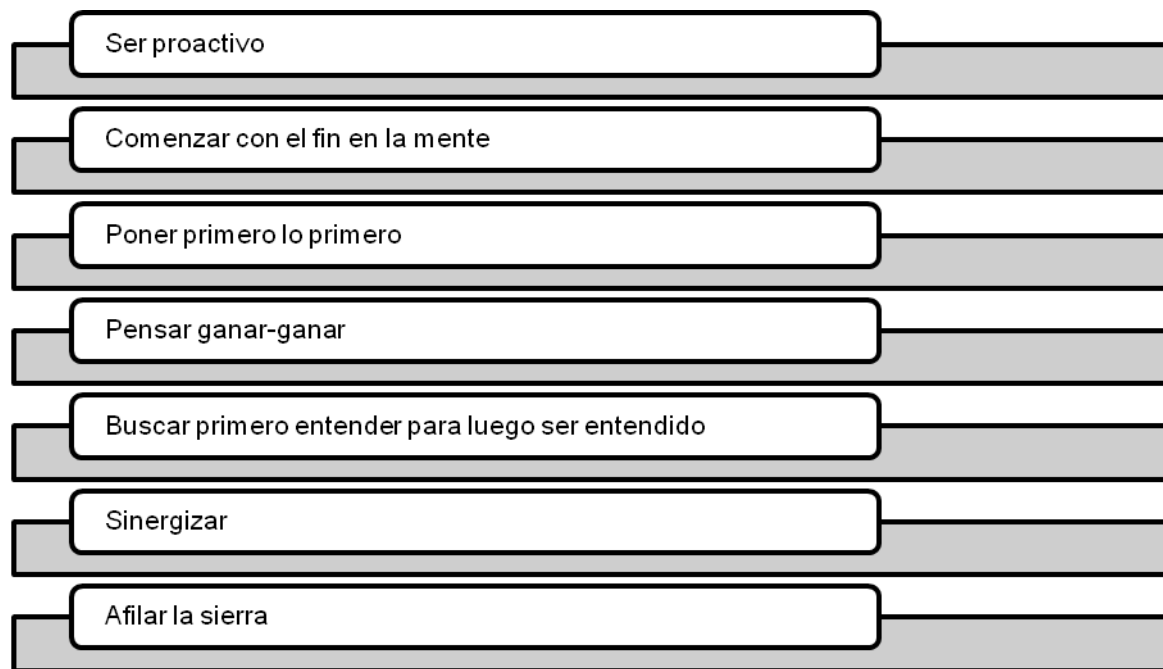 Ser proactivo
Comenzar con el fin en la mente
Poner primero lo primero
Pensar ganar-ganar
Buscar primero entender para luego ser entendido
Sinergizar
Afilar la sierra